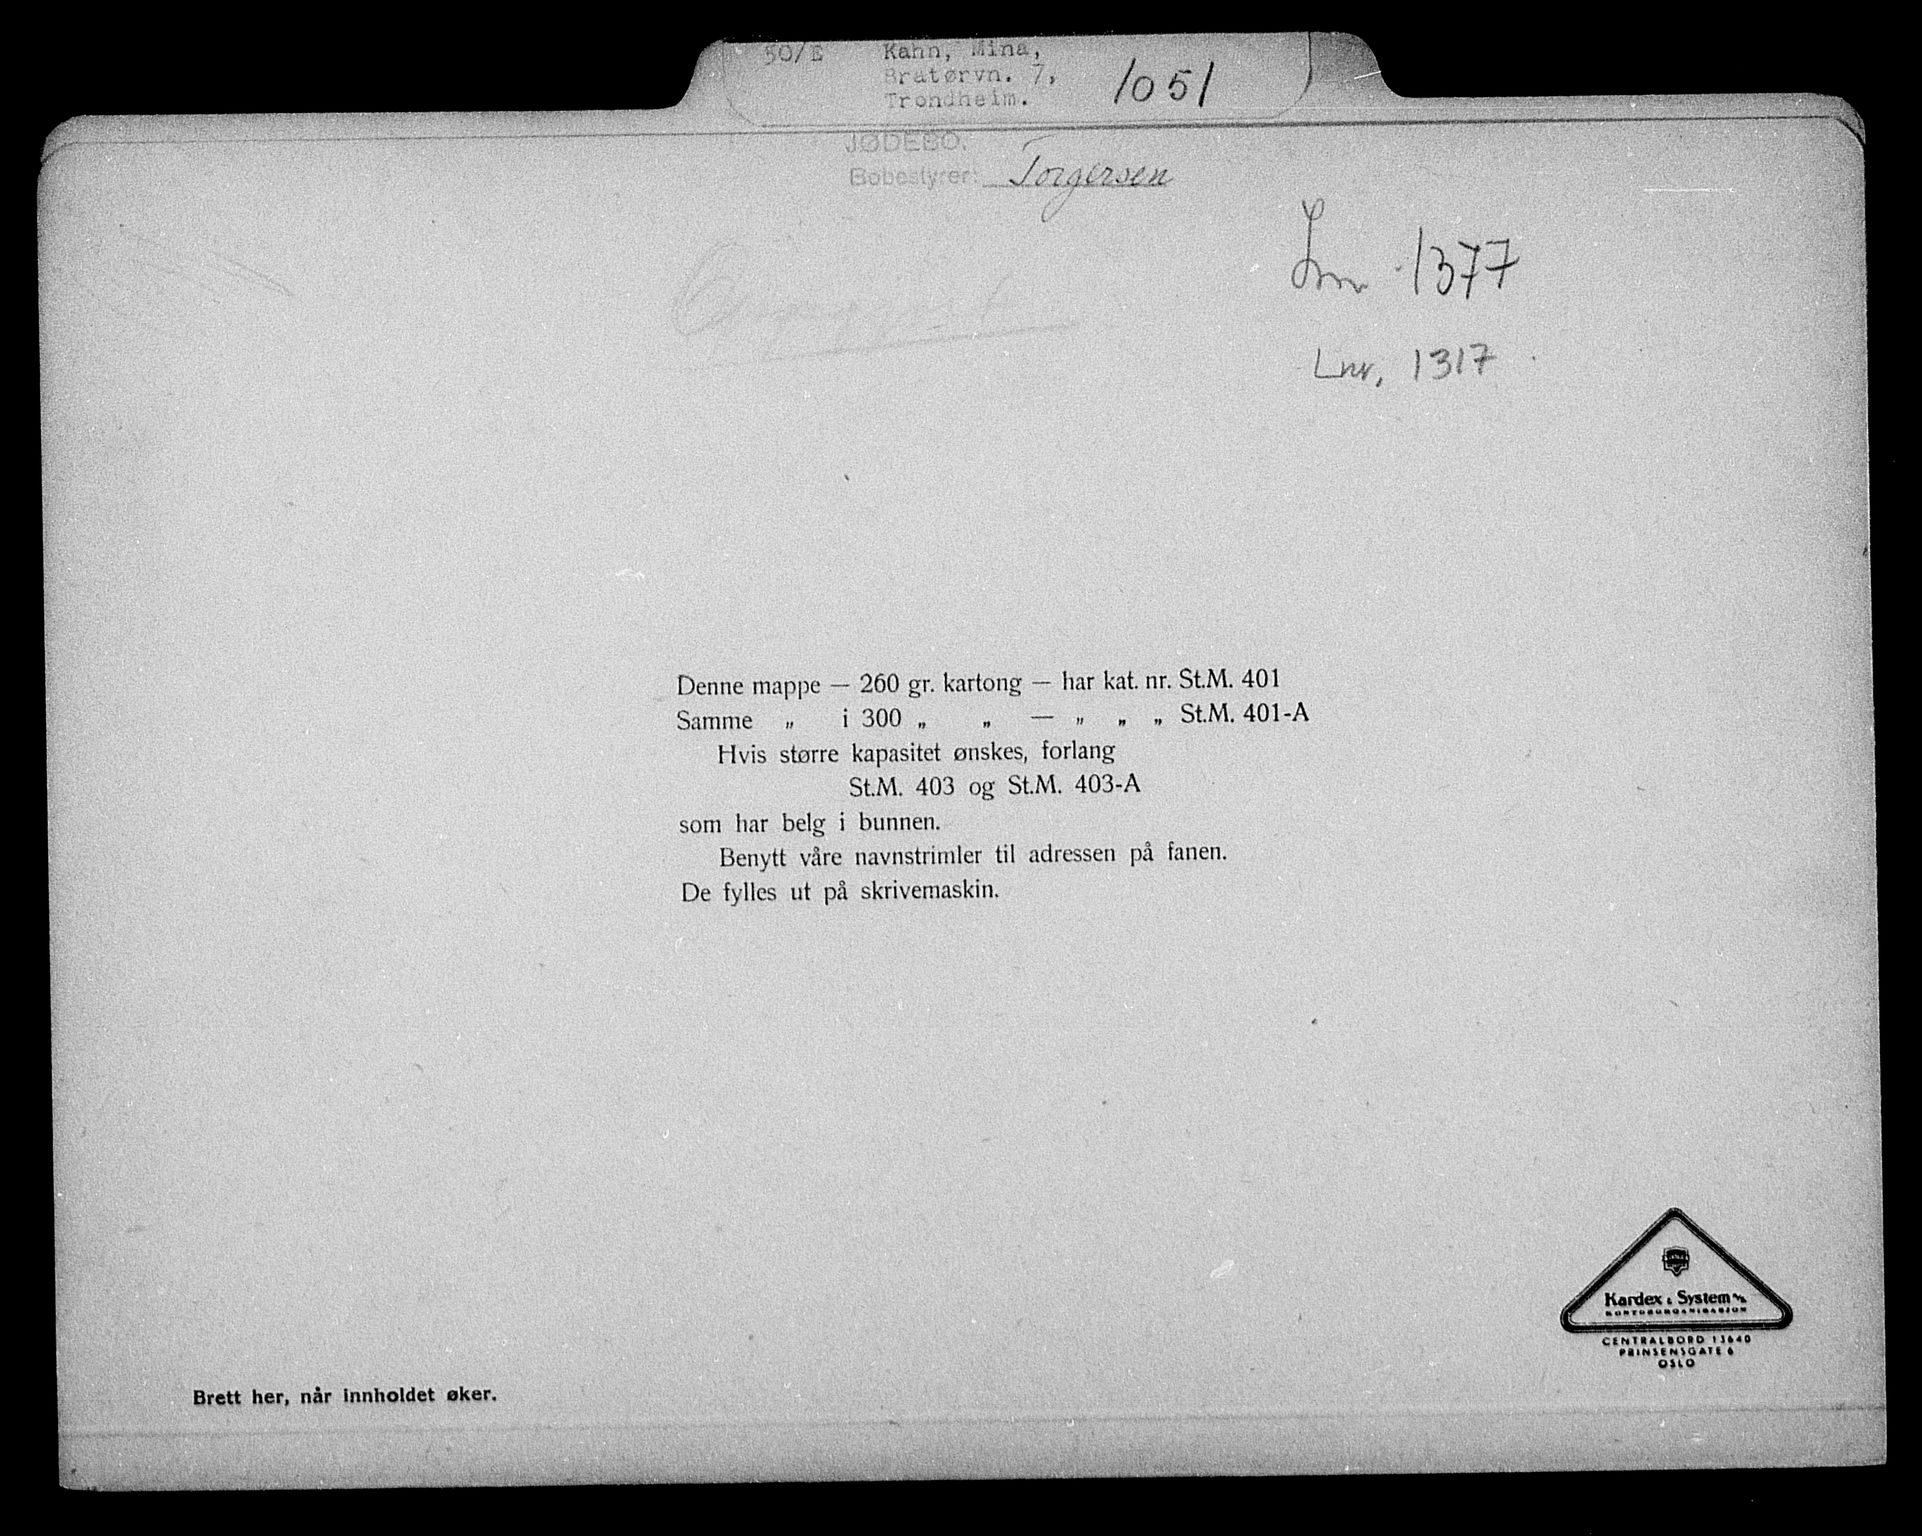 50/E Kahn, Mina,
Bratørvn. 7,
Trondheim.
1051
JØDEBO.
Bobestyrer: Torgersen
Lnr 1377
Lnr, 1317
Denne mappe — 260 gr. kartong — har kat. nr. St.M. 401
Samme „ i 300 „ „ — „ „ „ St.M. 401-A
Hvis større kapasitet ønskes, forlang
St.M. 403 og St.M. 403-A
som har belg i bunnen.
Benytt våre navnstrimler til adressen på fanen.
De fylles ut på skrivemaskin.
Kardex & System A/S
KONTORORGANISASJON
CENTRALBORD 13640
PRINSENSGATE 6
OSLO
Brett her, når innholdet øker.